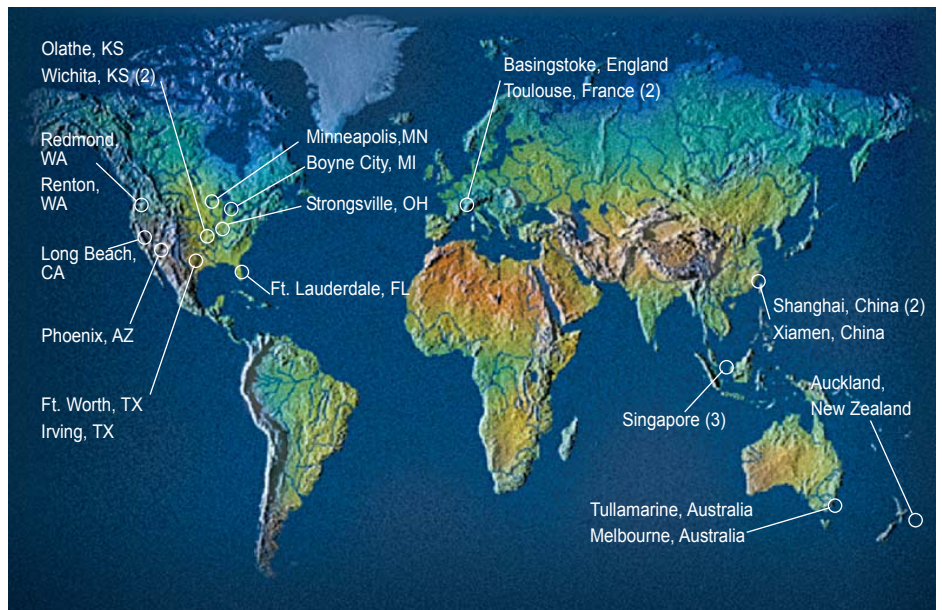 Olathe, KS
Wichita, KS (2)
Basingstoke, England
Toulouse, France (2)
Redmond,
WA
Minneapolis,MN
Boyne City, MI
Renton,
WA
Strongsville, OH
Long Beach,
CA
Ft. Lauderdale, FL
Phoenix, AZ
Shanghai, China (2)
Xiamen, China
Ft. Worth, TX
Irving, TX
Singapore (3)
Auckland,
New Zealand
Tullamarine, Australia
Melbourne, Australia